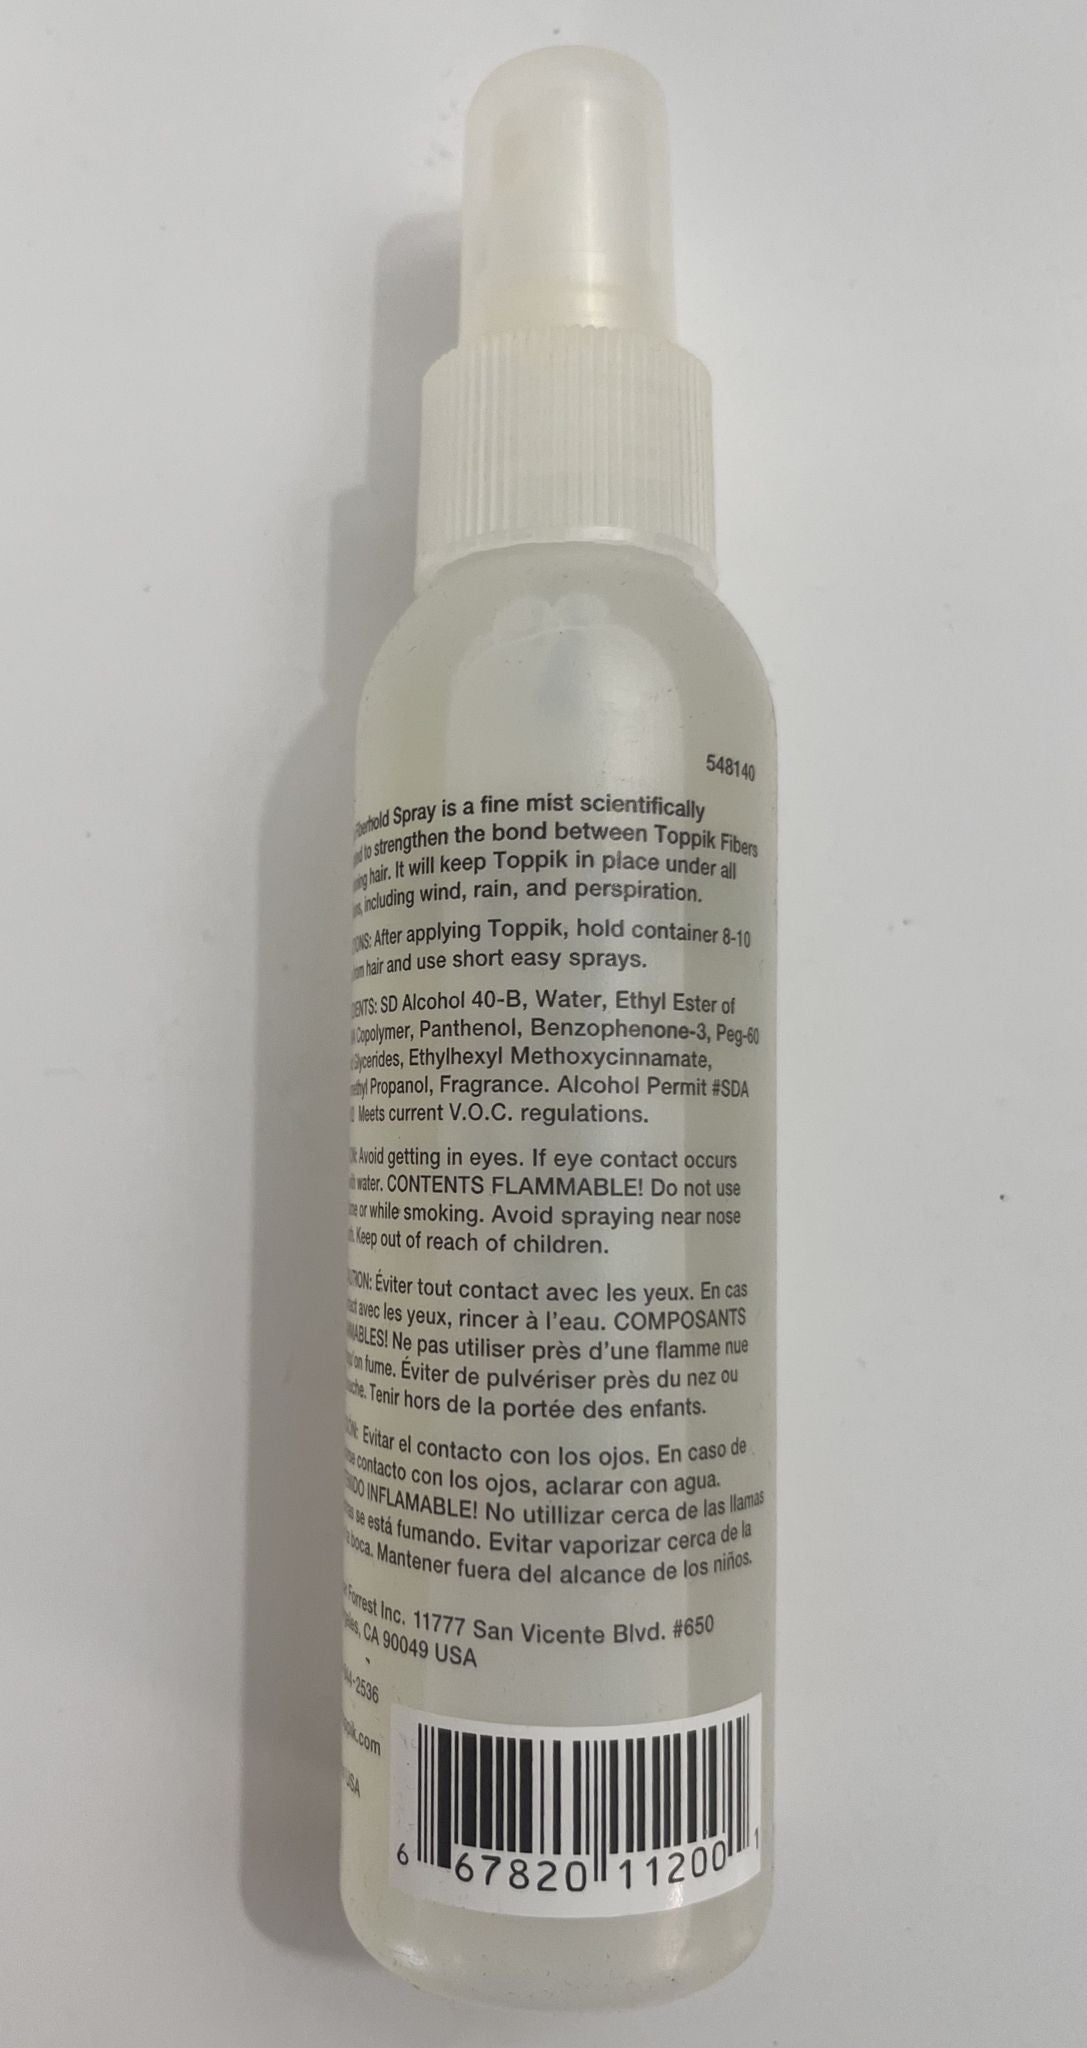 548140
Fiberhold Spray is a fine mist scientifically
to strengthen the bond between Toppik Fibers
hair. It will keep Toppik in place under all
including wind, rain, and perspiration.
After applying Toppik, hold container 8-10
hair and use short easy sprays.
SD Alcohol 40-B, Water, Ethyl Ester of
Copolymer, Panthenol, Benzophenone-3, Peg-60
Glycerides, Ethylhexyl Methoxycinnamate,
Propanol, Fragrance. Alcohol Permit #SDA
Meets current V.O.C. regulations.
Avoid getting in eyes. If eye contact occurs
water. CONTENTS FLAMMABLE! Do not use
or while smoking. Avoid spraying near nose
Keep out of reach of children.
Éviter tout contact avec les yeux. En cas
avec les yeux, rincer à l'eau. COMPOSANTS
Ne pas utiliser près d'une flamme nue
fume. Éviter de pulvériser près du nez ou
Tenir hors de la portée des enfants.
Evitar el contacto con los ojos. En caso de
contacto con los ojos, aclarar con agua.
INFLAMABLE! No utillizar cerca de las llamas
se está fumando. Evitar vaporizar cerca de la
boca. Mantener fuera del alcance de los niños.
Forrest Inc. 11777 San Vicente Blvd. #650
CA 90049 USA
-2536
.com
USA
6 67820 11200 1